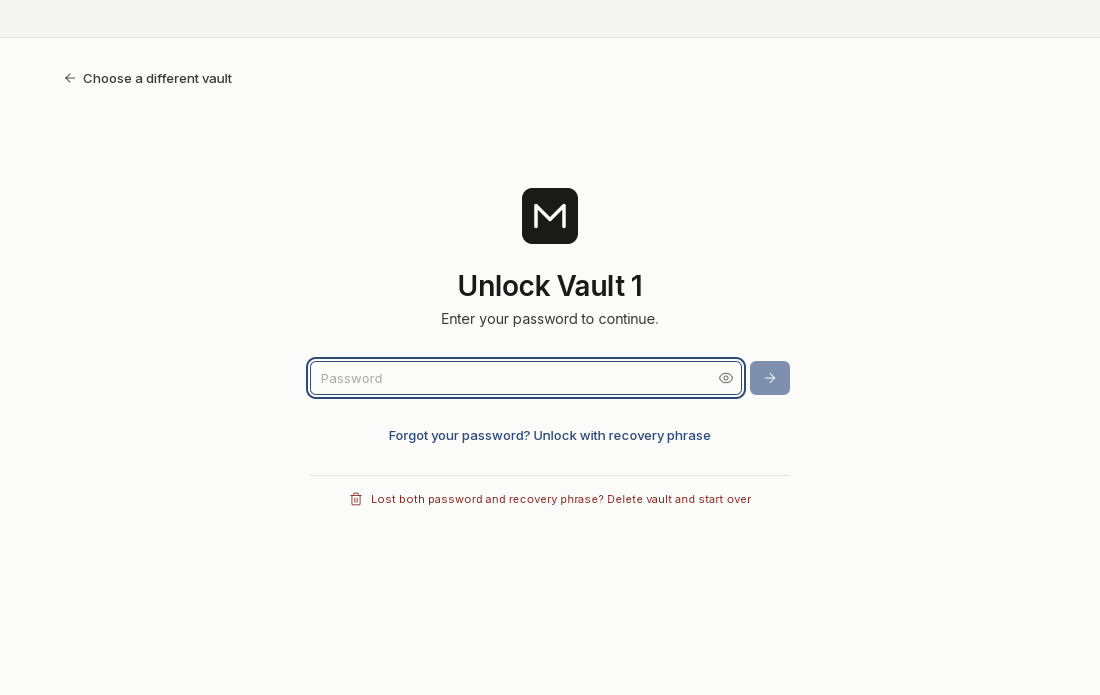 Choose a different vault
Unlock Vault 1
Enter your password to continue.
Password
Forgot your password? Unlock with recovery phrase
Lost both password and recovery phrase? Delete vault and start over